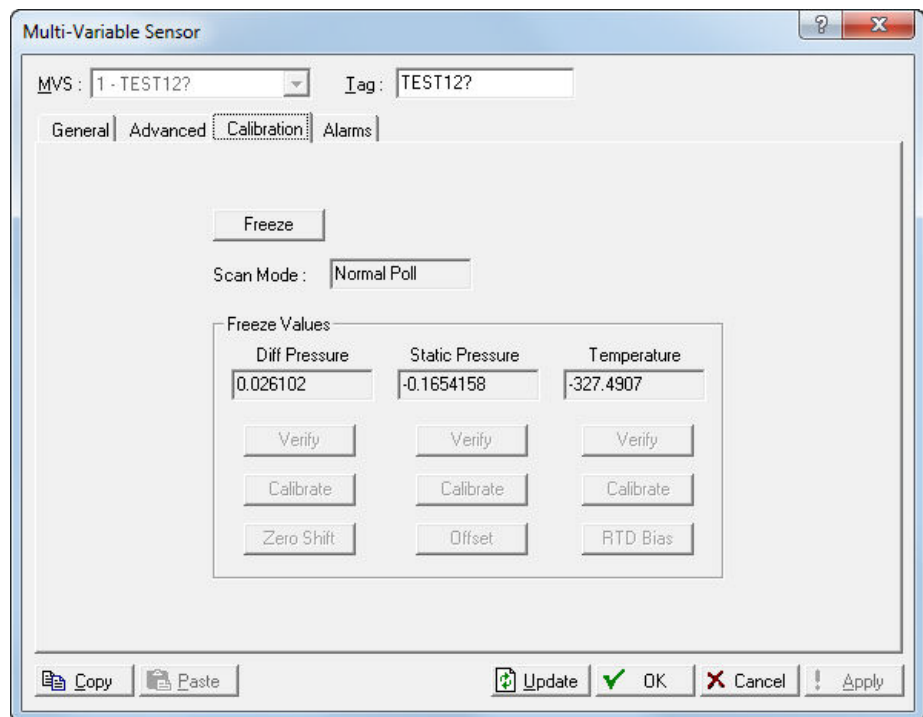 Multi-Variable Sensor
MVS : 1 - TEST12? Tag : TEST12?
General Advanced Calibration Alarms
Freeze
Scan Mode : Normal Poll
Freeze Values
Diff Pressure Static Pressure Temperature
0.026102 -0.1654158 -327.4907
Verify Verify Verify
Calibrate Calibrate Calibrate
Zero Shift Offset RTD Bias
Copy Paste Update OK Cancel ! Apply